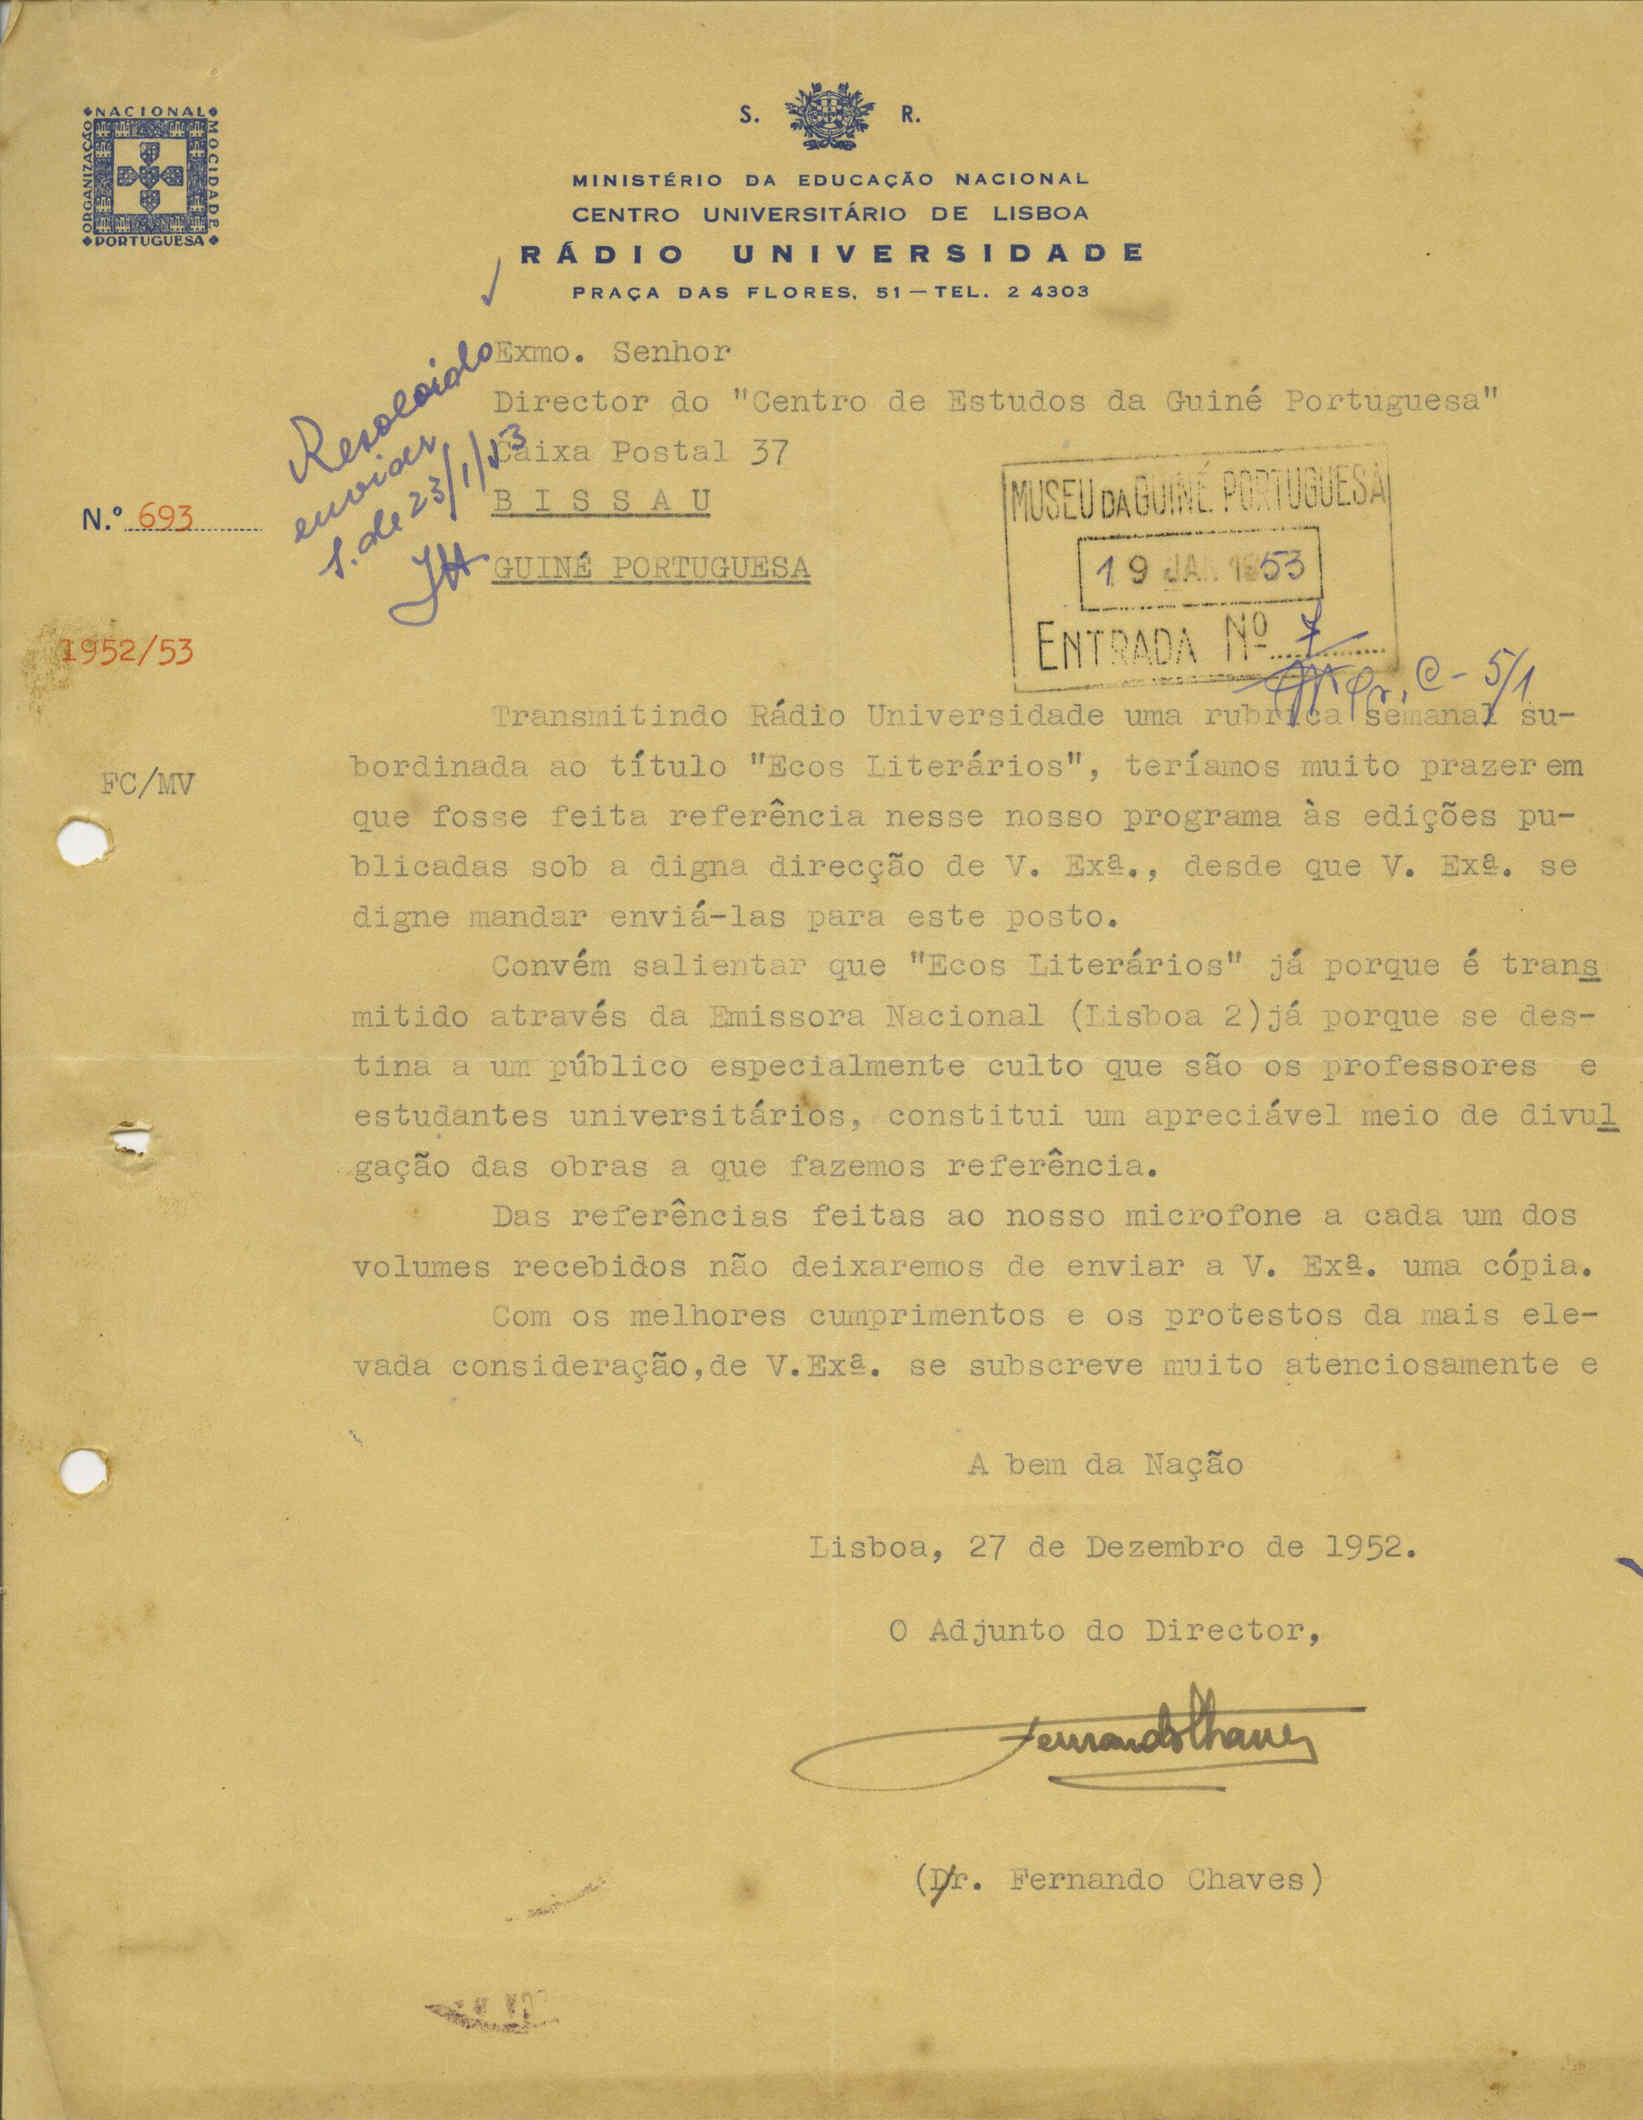 NACIONAL
ORGANIZAÇÃO
MOCIDADE
PORTUGUESA
S. R.
MINISTÉRIO DA EDUCAÇÃO NACIONAL
CENTRO UNIVERSITÁRIO DE LISBOA
RÁDIO UNIVERSIDADE
PRAÇA DAS FLORES, 51 — TEL. 2 4303
Exmo. Senhor
Director do "Centro de Estudos da Guiné Portuguesa"
Caixa Postal 37
B I S S A U
GUINÉ PORTUGUESA
Resolvido
enviar
S. de 23/1/53
N.º 693
1952/53
FC/MV
MUSEU DA GUINÉ PORTUGUESA
19 JAN 1953
ENTRADA Nº 7
Pr. C - 5/1
Transmitindo Rádio Universidade uma rubrica semanal su-
bordinada ao título "Ecos Literários", teríamos muito prazer em
que fosse feita referência nesse nosso programa às edições pu-
blicadas sob a digna direcção de V. Exª., desde que V. Exª. se
digne mandar enviá-las para este posto.
Convém salientar que "Ecos Literários" já porque é trans
mitido através da Emissora Nacional (Lisboa 2)já porque se des-
tina a um público especialmente culto que são os professores e
estudantes universitários, constitui um apreciável meio de divul
gação das obras a que fazemos referência.
Das referências feitas ao nosso microfone a cada um dos
volumes recebidos não deixaremos de enviar a V. Exª. uma cópia.
Com os melhores cumprimentos e os protestos da mais ele-
vada consideração,de V.Exª. se subscreve muito atenciosamente e
A bem da Nação
Lisboa, 27 de Dezembro de 1952.
O Adjunto do Director,
Fernando Chaves
(Dr. Fernando Chaves)